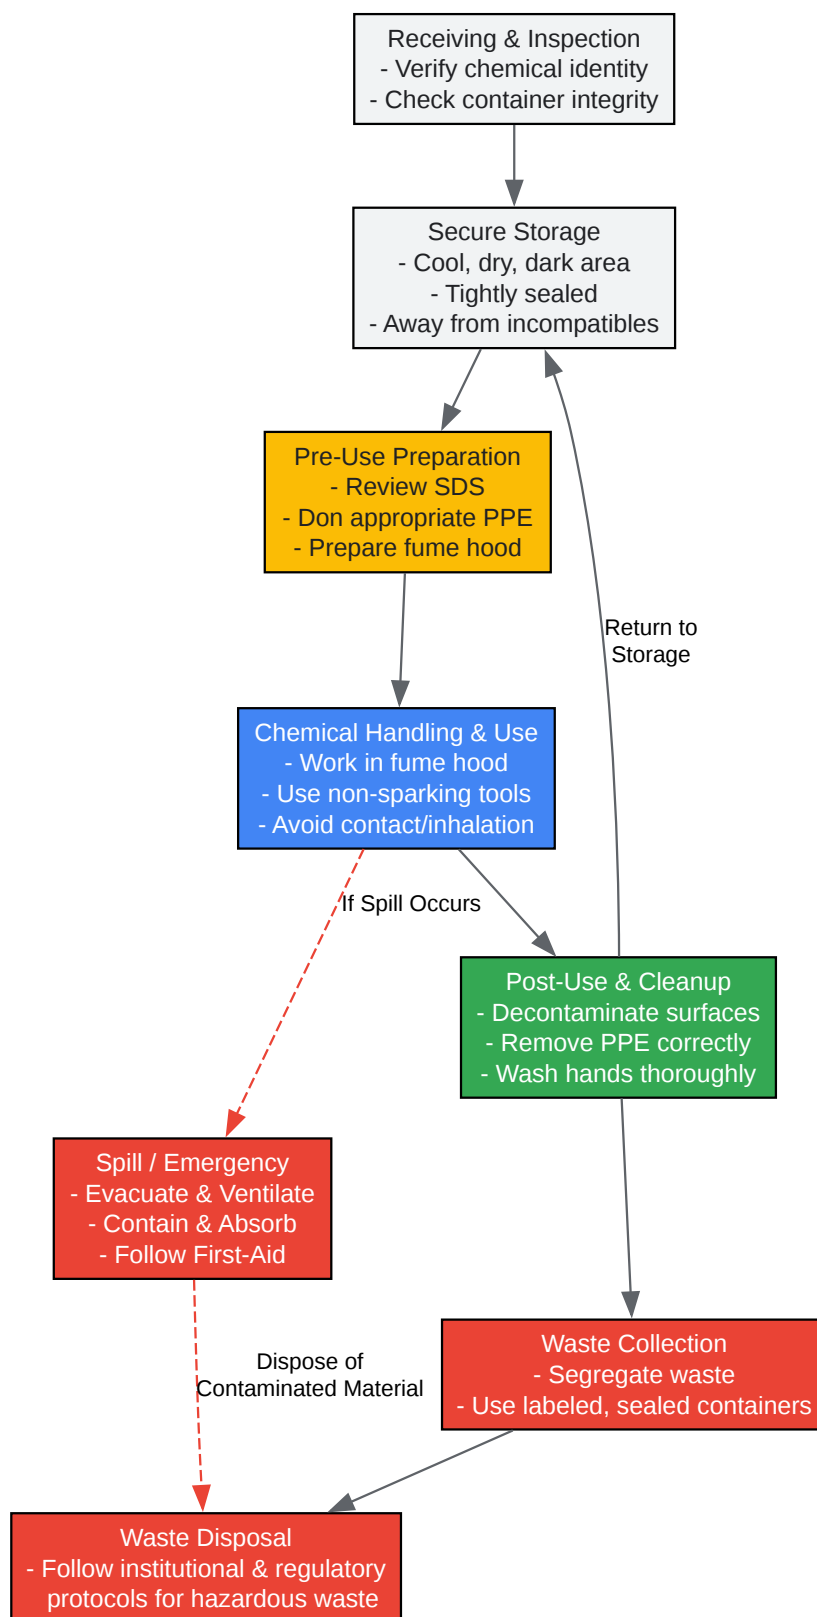 Receiving & Inspection
- Verify chemical identity
- Check container integrity
Secure Storage
- Cool, dry, dark area
- Tightly sealed
- Away from incompatibles
Pre-Use Preparation
- Review SDS
- Don appropriate PPE
- Prepare fume hood
Return to
Storage
Chemical Handling & Use
- Work in fume hood
- Use non-sparking tools
- Avoid contact/inhalation
If Spill Occurs
Post-Use & Cleanup
- Decontaminate surfaces
- Remove PPE correctly
- Wash hands thoroughly
Spill / Emergency
- Evacuate & Ventilate
- Contain & Absorb
- Follow First-Aid
Dispose of
Contaminated Material
Waste Collection
- Segregate waste
- Use labeled, sealed containers
Waste Disposal
- Follow institutional & regulatory
protocols for hazardous waste